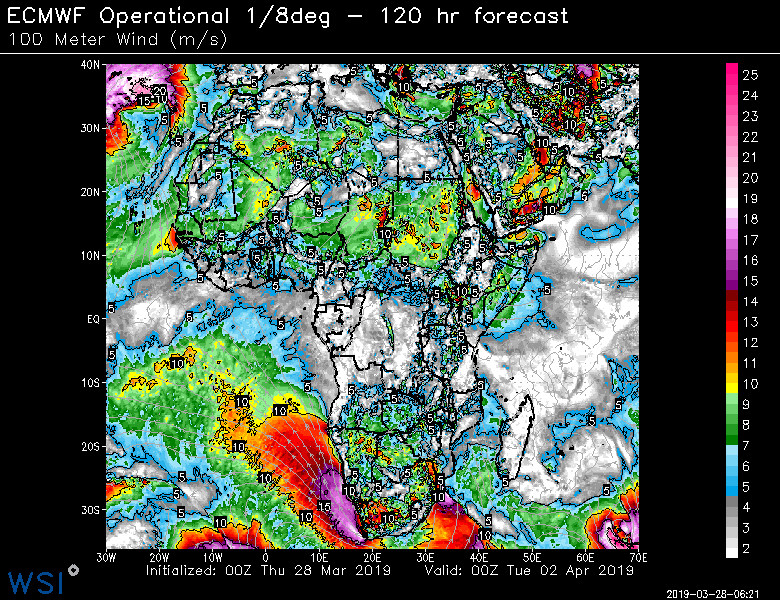 ECMWF Operational 1/8deg – 120 hr forecast
100 Meter Wind (m/s)
40N
30N
20N
10N
EQ
10S
20S
30S
30W 20W 10W 0 10E 20E 30E 40E 50E 60E 70E
25
24
23
22
21
20
19
18
17
16
15
14
13
12
11
10
9
8
7
6
5
4
3
2
Initialized: 00Z Thu 28 Mar 2019 Valid: 00Z Tue 02 Apr 2019
WSI
2019-03-28-06:21